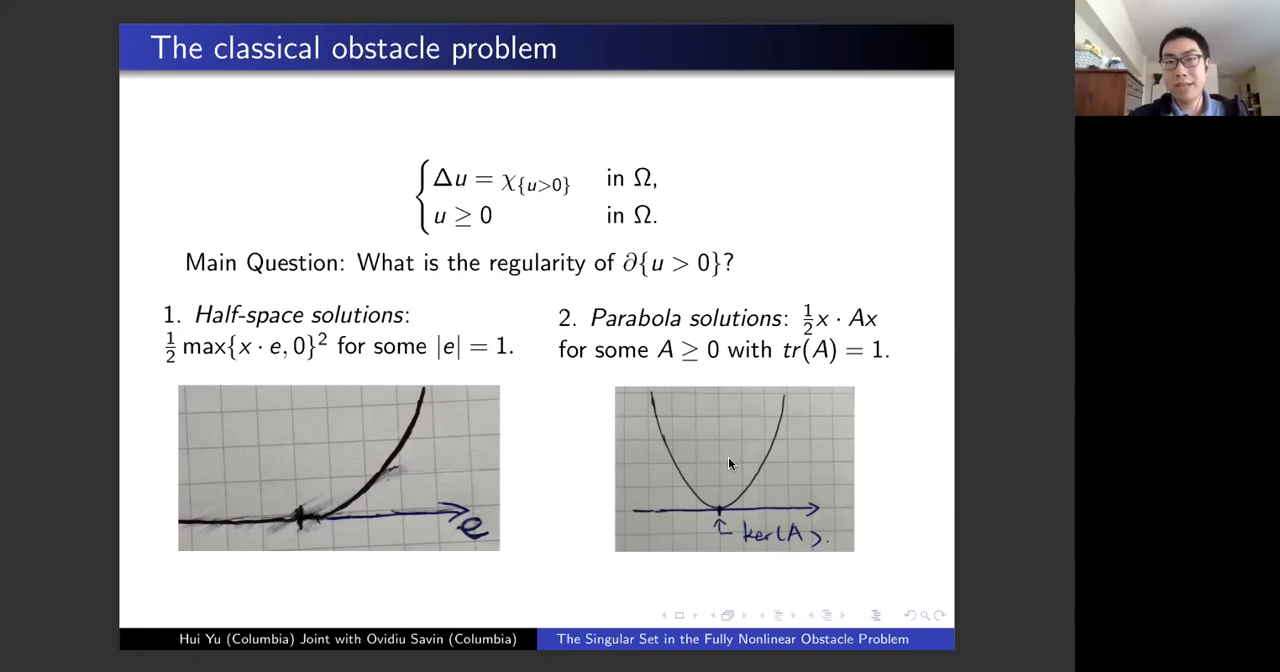 The classical obstacle problem
Δu = χ_{u>0} in Ω,
u ≥ 0 in Ω.
Main Question: What is the regularity of ∂{u > 0}?
1. Half-space solutions:
½ max{x · e, 0}² for some |e| = 1.
2. Parabola solutions: ½x · Ax
for some A ≥ 0 with tr(A) = 1.
e
ker(A).
Hui Yu (Columbia) Joint with Ovidiu Savin (Columbia)
The Singular Set in the Fully Nonlinear Obstacle Problem